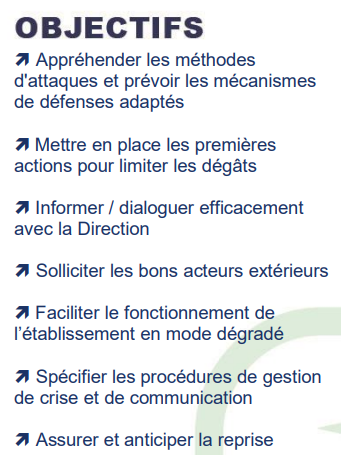 OBJECTIFS
↗ Appréhender les méthodes
d'attaques et prévoir les mécanismes
de défenses adaptés
↗ Mettre en place les premières
actions pour limiter les dégâts
↗ Informer / dialoguer efficacement
avec la Direction
↗ Solliciter les bons acteurs extérieurs
↗ Faciliter le fonctionnement de
l’établissement en mode dégradé
↗ Spécifier les procédures de gestion
de crise et de communication
↗ Assurer et anticiper la reprise